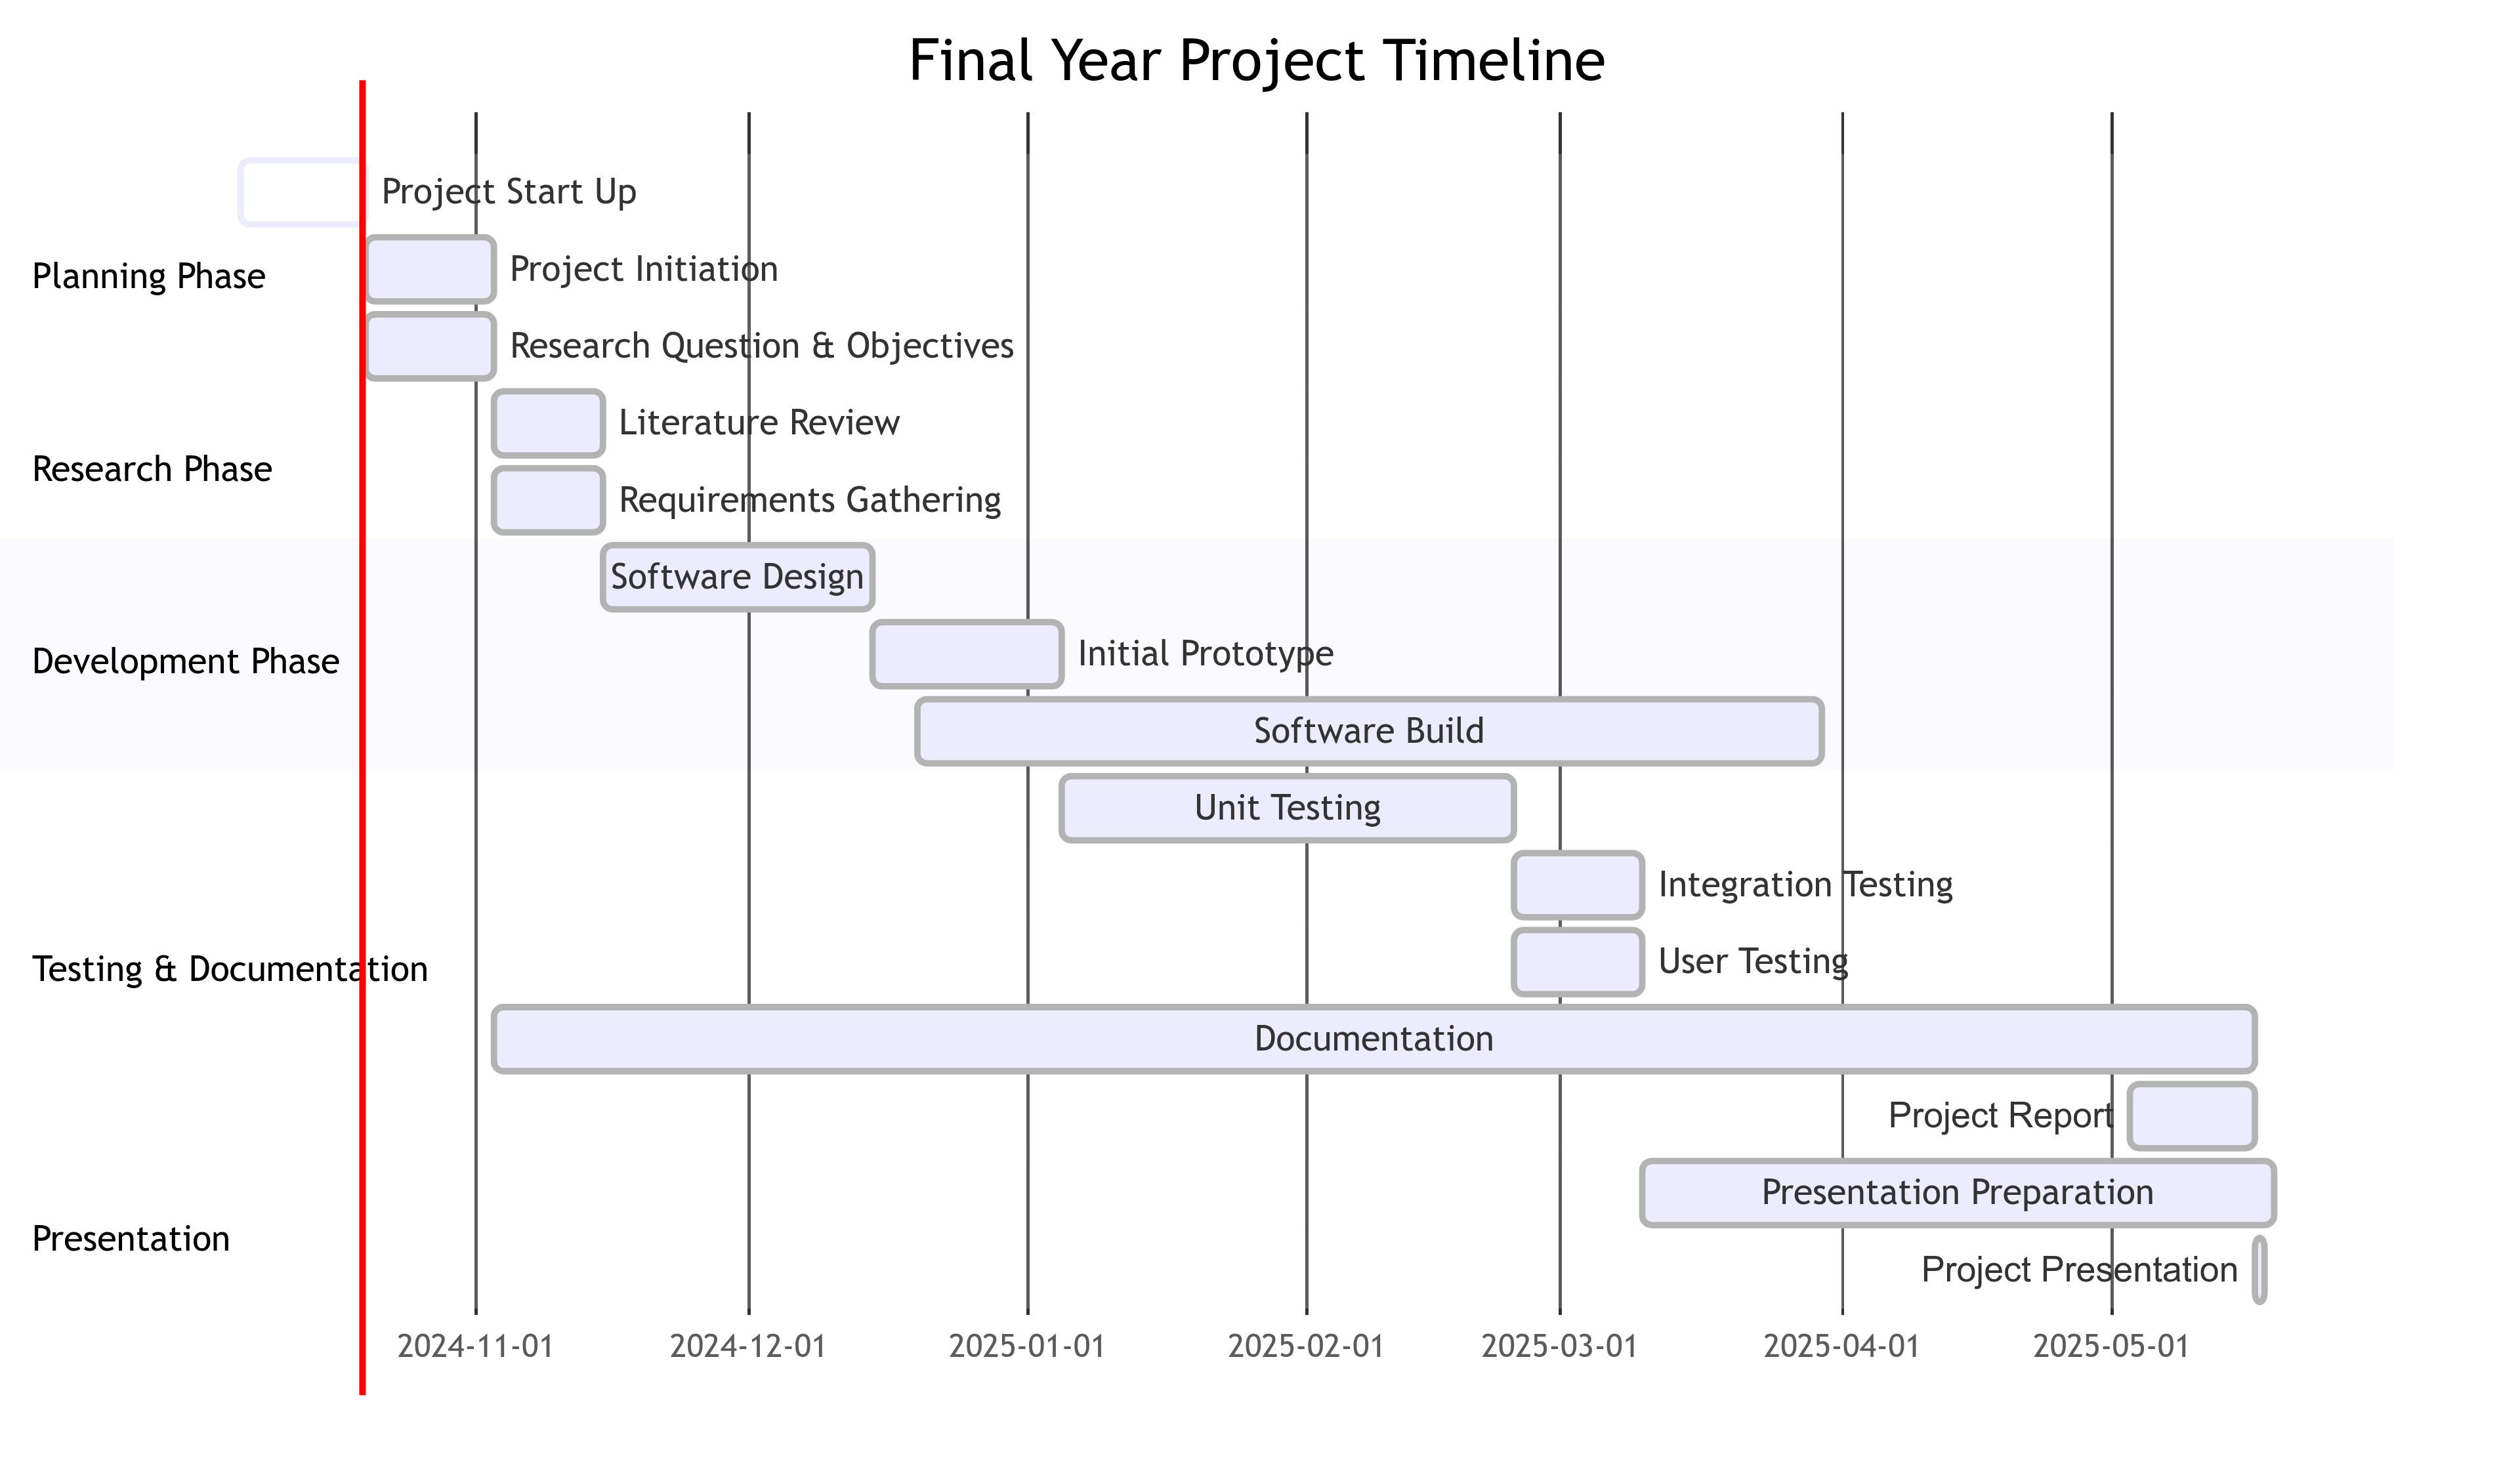 Final Year Project Timeline
Project Start Up
Planning Phase
Project Initiation
Research Question & Objectives
Literature Review
Research Phase
Requirements Gathering
Software Design
Development Phase
Initial Prototype
Software Build
Unit Testing
Integration Testing
User Testing
Testing & Documentation
Documentation
Project Report
Presentation Preparation
Presentation
Project Presentation
2024-11-01 2024-12-01 2025-01-01 2025-02-01 2025-03-01 2025-04-01 2025-05-01